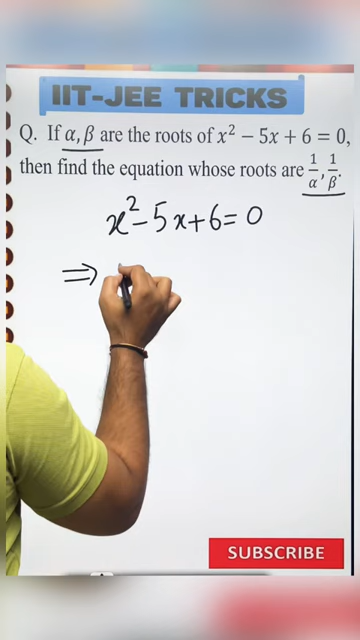 IIT-JEE TRICKS
Q. If α, β are the roots of x² − 5x + 6 = 0,
then find the equation whose roots are 1/α, 1/β.
x² − 5x + 6 = 0
⇒
SUBSCRIBE